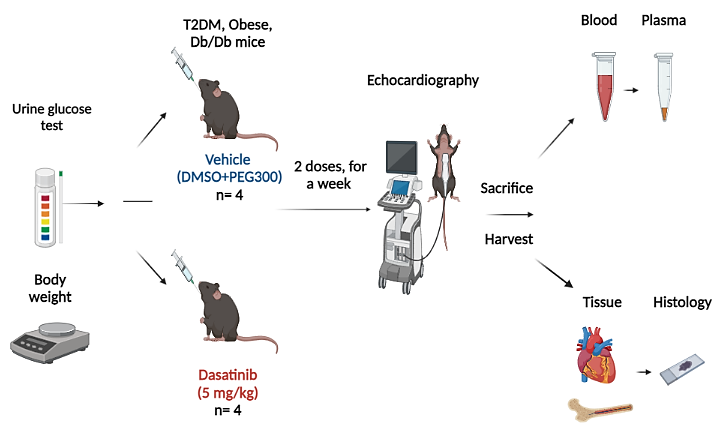 Urine glucose
test
Body
weight
T2DM, Obese,
Db/Db mice
Vehicle
(DMSO+PEG300)
n= 4
Dasatinib
(5 mg/kg)
n= 4
2 doses, for
a week
Echocardiography
Sacrifice
Harvest
Blood
Plasma
Tissue
Histology